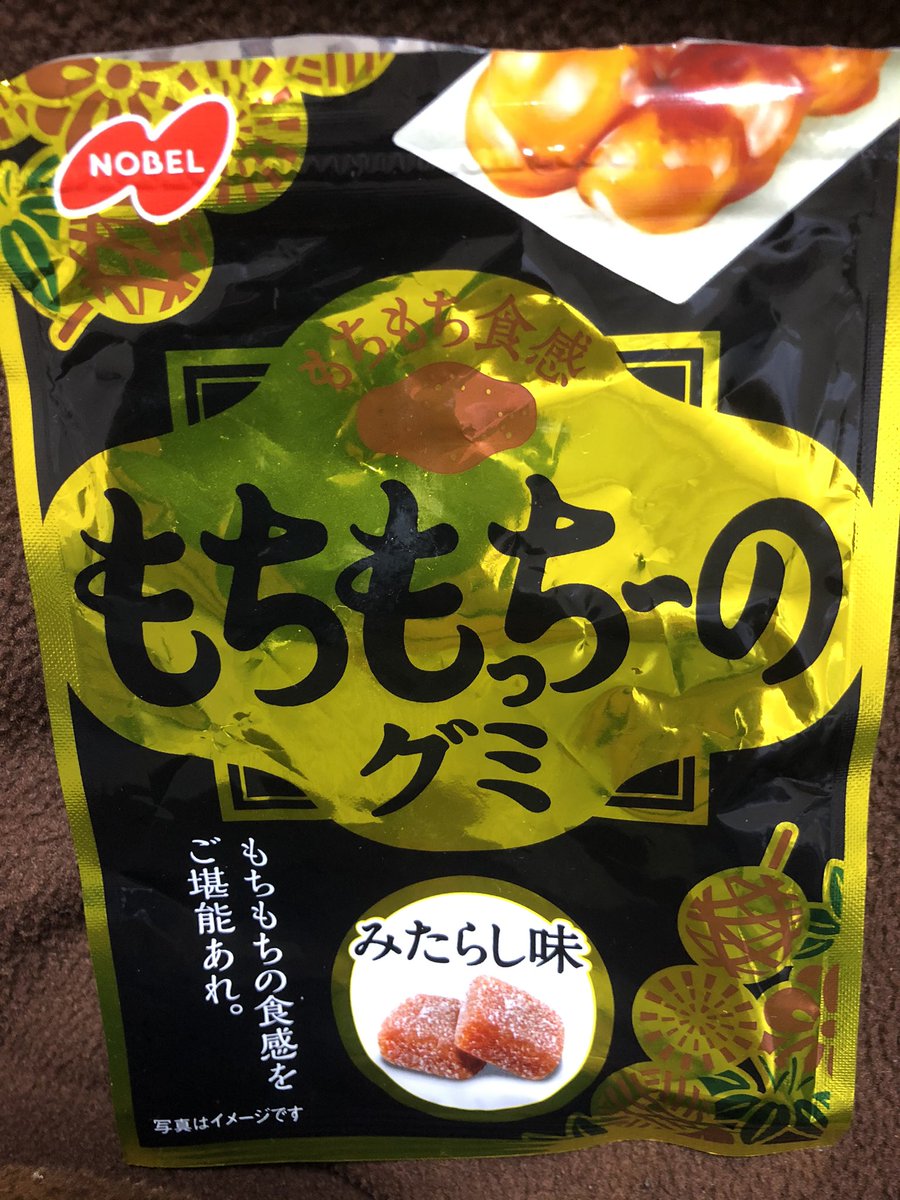 NOBEL
もちもち食感
もちもっちーの
グミ
もちもちの食感を
ご堪能あれ。
みたらし味
写真はイメージです